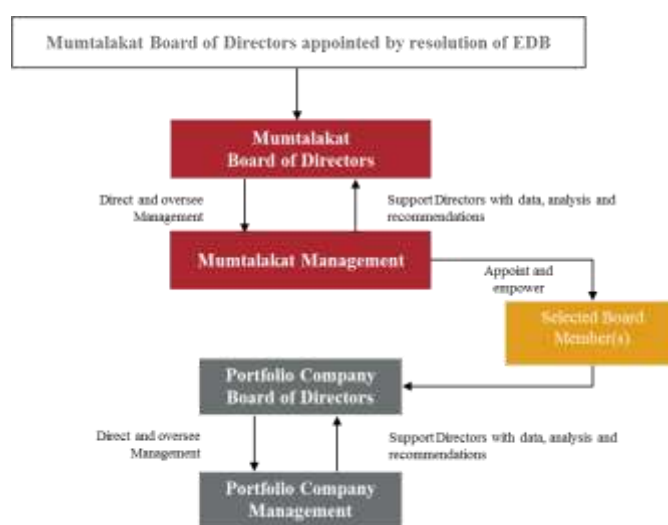 Mumtalakat Board of Directors appointed by resolution of EDB
Mumtalakat
Board of Directors
Direct and oversee
Management
Support Directors with data, analysis and
recommendations
Mumtalakat Management
Appoint and
empower
Selected Board
Member(s)
Portfolio Company
Board of Directors
Direct and oversee
Management
Support Directors with data, analysis and
recommendations
Portfolio Company
Management